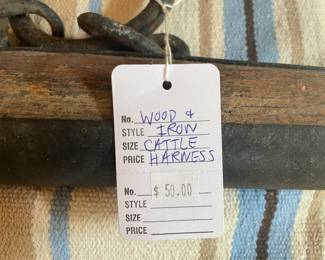 No. WOOD &
STYLE IRON
SIZE CATTLE
PRICE HARNESS
No.
$ 50.00
STYLE
SIZE
PRICE